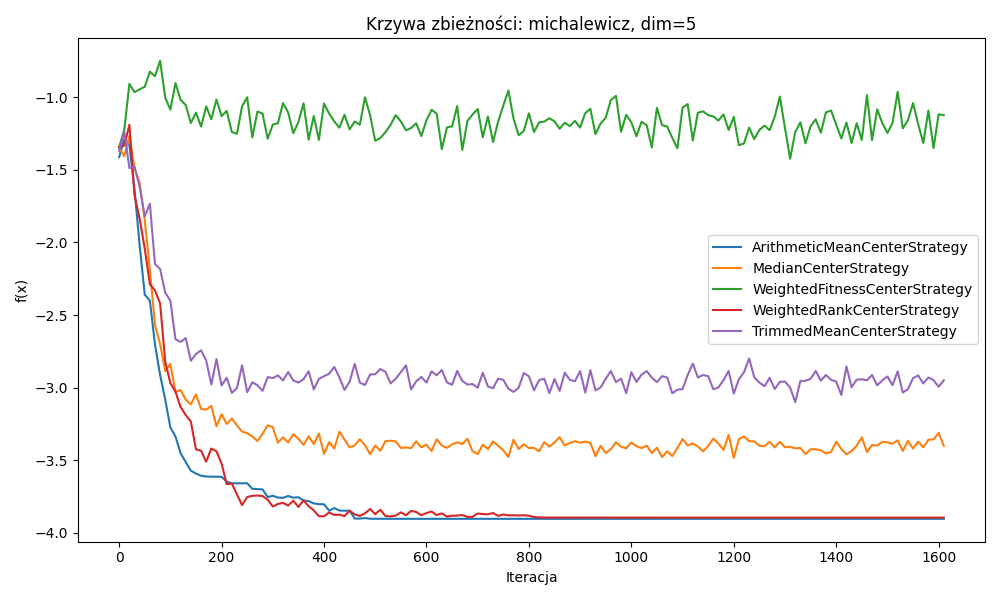 Krzywa zbieżności: michalewicz, dim=5
f(x)
−1.0
−1.5
−2.0
−2.5
−3.0
−3.5
−4.0
ArithmeticMeanCenterStrategy
MedianCenterStrategy
WeightedFitnessCenterStrategy
WeightedRankCenterStrategy
TrimmedMeanCenterStrategy
0 200 400 600 800 1000 1200 1400 1600
Iteracja